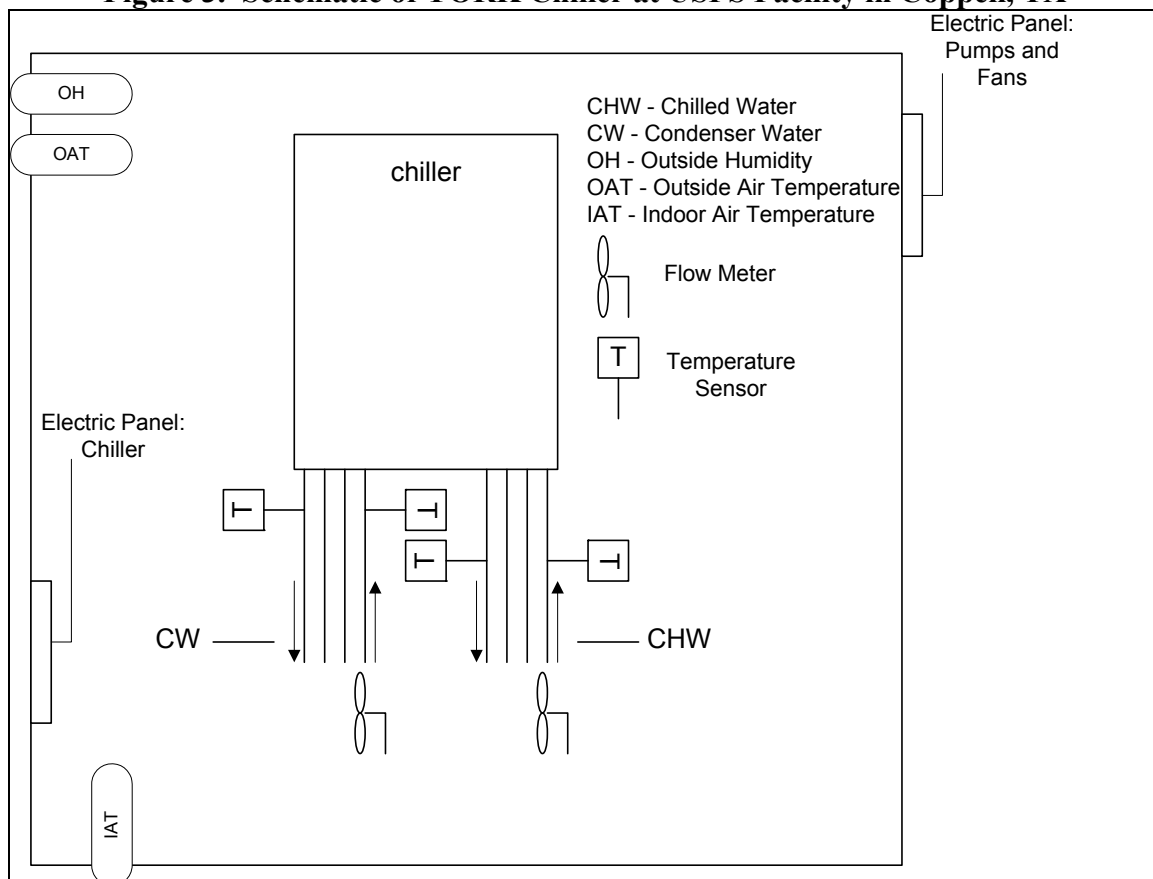 Figure Schematic of YORK Chiller at USPS Facility in Coppell, TX
Electric Panel:
Pumps and
Fans
OH
OAT
chiller
CHW - Chilled Water
CW - Condenser Water
OH - Outside Humidity
OAT - Outside Air Temperature
IAT - Indoor Air Temperature
Flow Meter
T
Temperature
Sensor
Electric Panel:
Chiller
T
T
T
T
CW
CHW
IAT